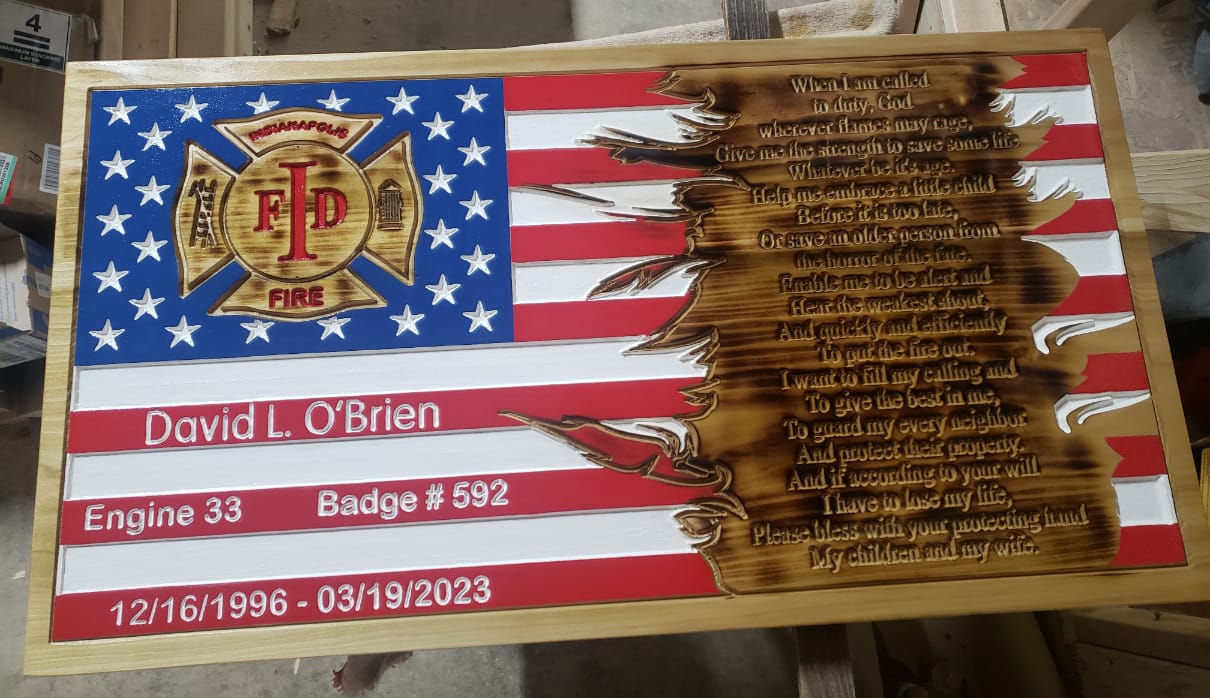 4
MAXIMUM STACKING
LAYER
INDIANAPOLIS
F I D
FIRE
David L. O'Brien
Engine 33 Badge # 592
12/16/1996 - 03/19/2023
When I am called
to duty, God
wherever flames may rage,
Give me the strength to save some life
Whatever be it's age.
Help me embrace a little child
Before it is too late,
Or save an older person from
the horror of the fate.
Enable me to be alert and
Hear the weakest shout,
And quickly and efficiently
To put the fire out.
I want to fill my calling and
To give the best in me,
To guard my every neighbor
And protect their property.
And if according to your will
I have to lose my life,
Please bless with your protecting hand
My children and my wife.